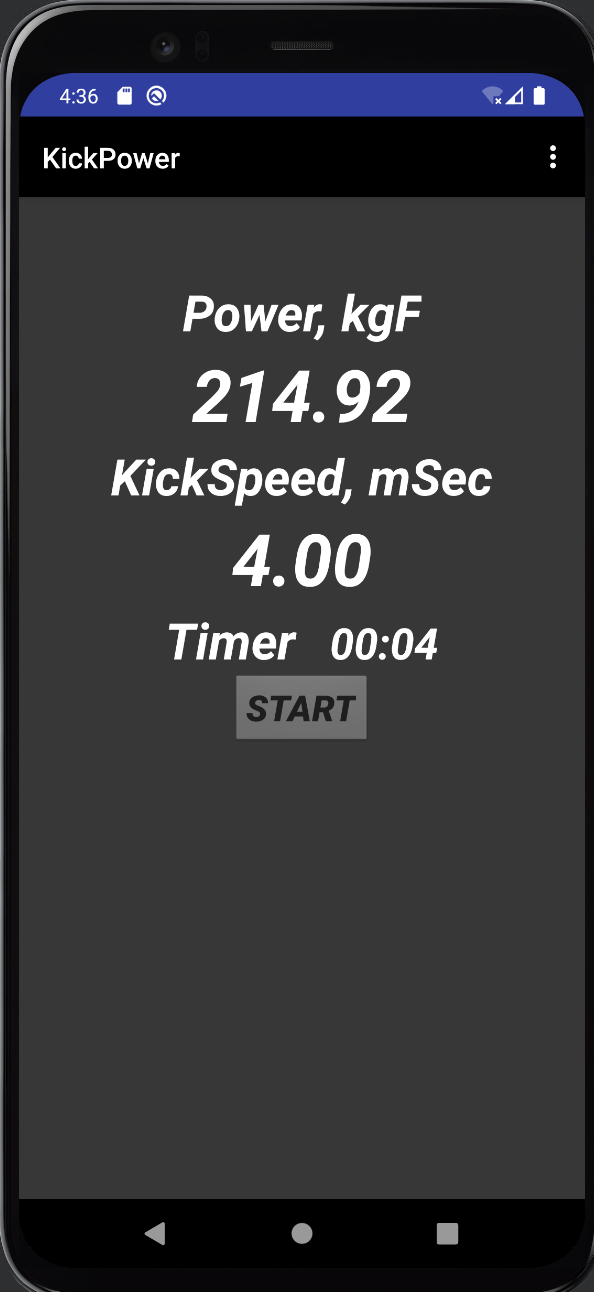 4:36
KickPower
Power, kgF
214.92
KickSpeed, mSec
4.00
Timer 00:04
START